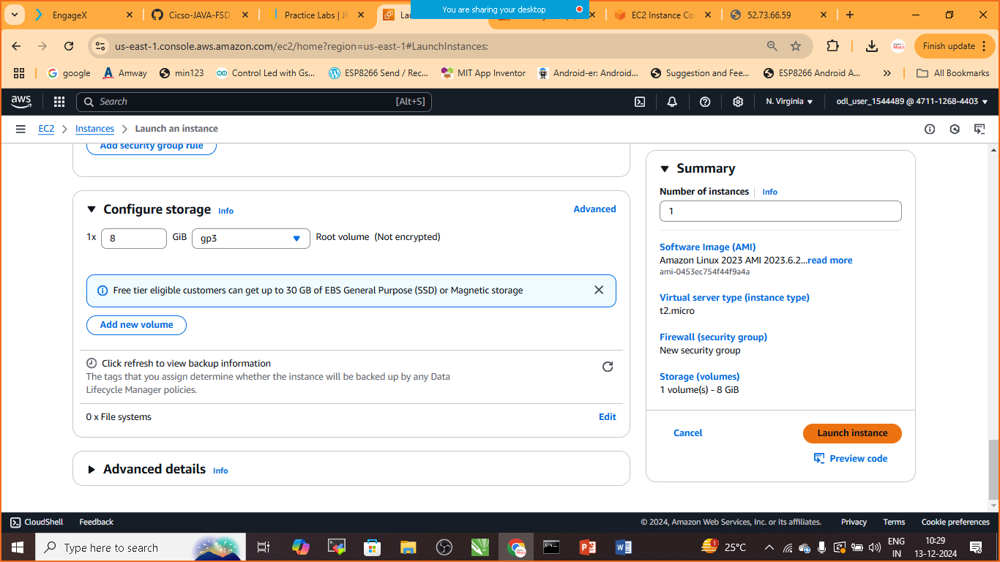 You are sharing your desktop
EngageX
Cicso-JAVA-FSD_
Practice Labs | JF
Lau
EC2 Instance Co
52.73.66.59
us-east-1.console.aws.amazon.com/ec2/home?region=us-east-1#LaunchInstances:
Finish update
google
Amway
min123
Control Led with Gs...
ESP8266 Send / Rec...
MIT App Inventor
Android-er: Android...
Suggestion and Fee...
ESP8266 Android A...
All Bookmarks
aws
Search
[Alt+S]
N. Virginia
odl_user_1544489 @ 4711-1268-4403
EC2
Instances
Launch an instance
Add security group rule
Configure storage Info
Advanced
1x 8 GiB gp3 Root volume (Not encrypted)
Free tier eligible customers can get up to 30 GB of EBS General Purpose (SSD) or Magnetic storage
Add new volume
Click refresh to view backup information
The tags that you assign determine whether the instance will be backed up by any Data
Lifecycle Manager policies.
0 x File systems
Edit
Advanced details Info
Summary
Number of instances Info
1
Software Image (AMI)
Amazon Linux 2023 AMI 2023.6.2...read more
ami-0453ec754f44f9a4a
Virtual server type (instance type)
t2.micro
Firewall (security group)
New security group
Storage (volumes)
1 volume(s) - 8 GiB
Cancel
Launch instance
Preview code
CloudShell
Feedback
© 2024, Amazon Web Services, Inc. or its affiliates.
Privacy
Terms
Cookie preferences
Type here to search
25°C
ENG
IN
10:29
13-12-2024